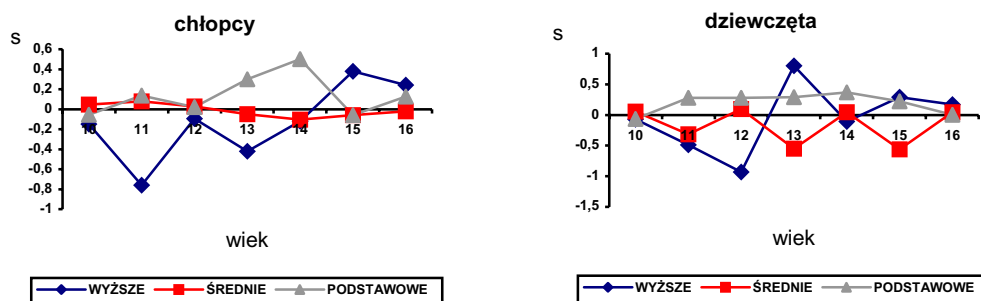 chłopcy
s
0,6
0,4
0,2
0
-0,2
-0,4
-0,6
-0,8
-1
10 11 12 13 14 15 16
wiek
WYŻSZE ŚREDNIE PODSTAWOWE
dziewczęta
s
1
0,5
0
-0,5
-1
-1,5
10 11 12 13 14 15 16
wiek
WYŻSZE ŚREDNIE PODSTAWOWE